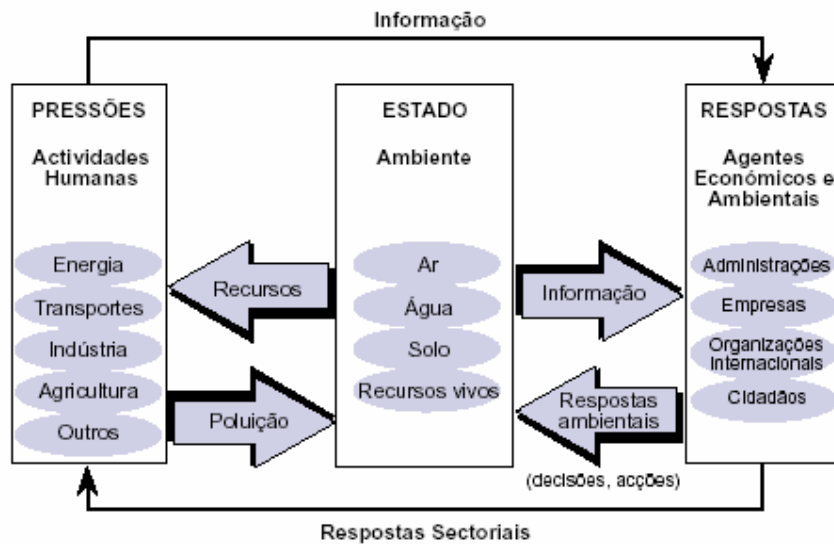 Informação
PRESSÕES
Actividades
Humanas
Energia
Transportes
Indústria
Agricultura
Outros
Recursos
Poluição
ESTADO
Ambiente
Ar
Água
Solo
Recursos vivos
Informação
Respostas
ambientais
(decisões, acções)
RESPOSTAS
Agentes
Económicos e
Ambientais
Administrações
Empresas
Organizações
Internacionais
Cidadãos
Respostas Sectoriais